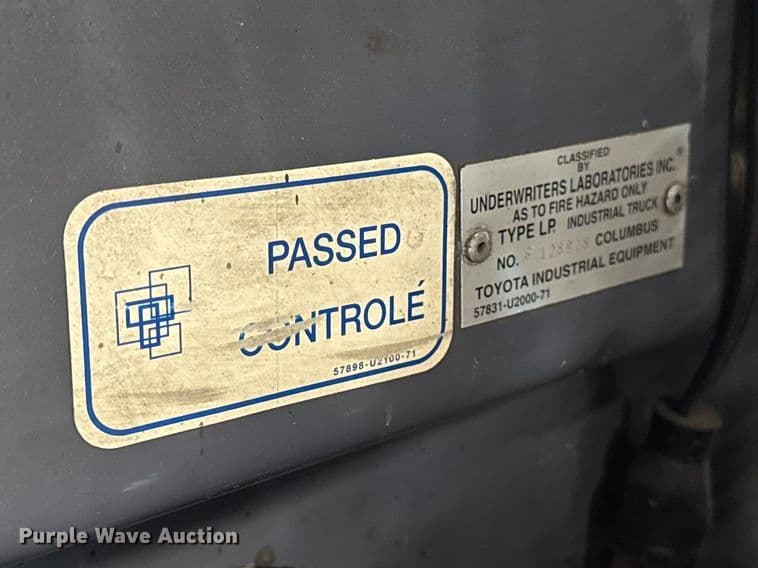 PASSED
CONTROLÉ
57898-U2100-71
CLASSIFIED
BY
UNDERWRITERS LABORATORIES INC.®
AS TO FIRE HAZARD ONLY
TYPE LP INDUSTRIAL TRUCK
NO. COLUMBUS
TOYOTA INDUSTRIAL EQUIPMENT
57831-U2000-71
Purple Wave Auction